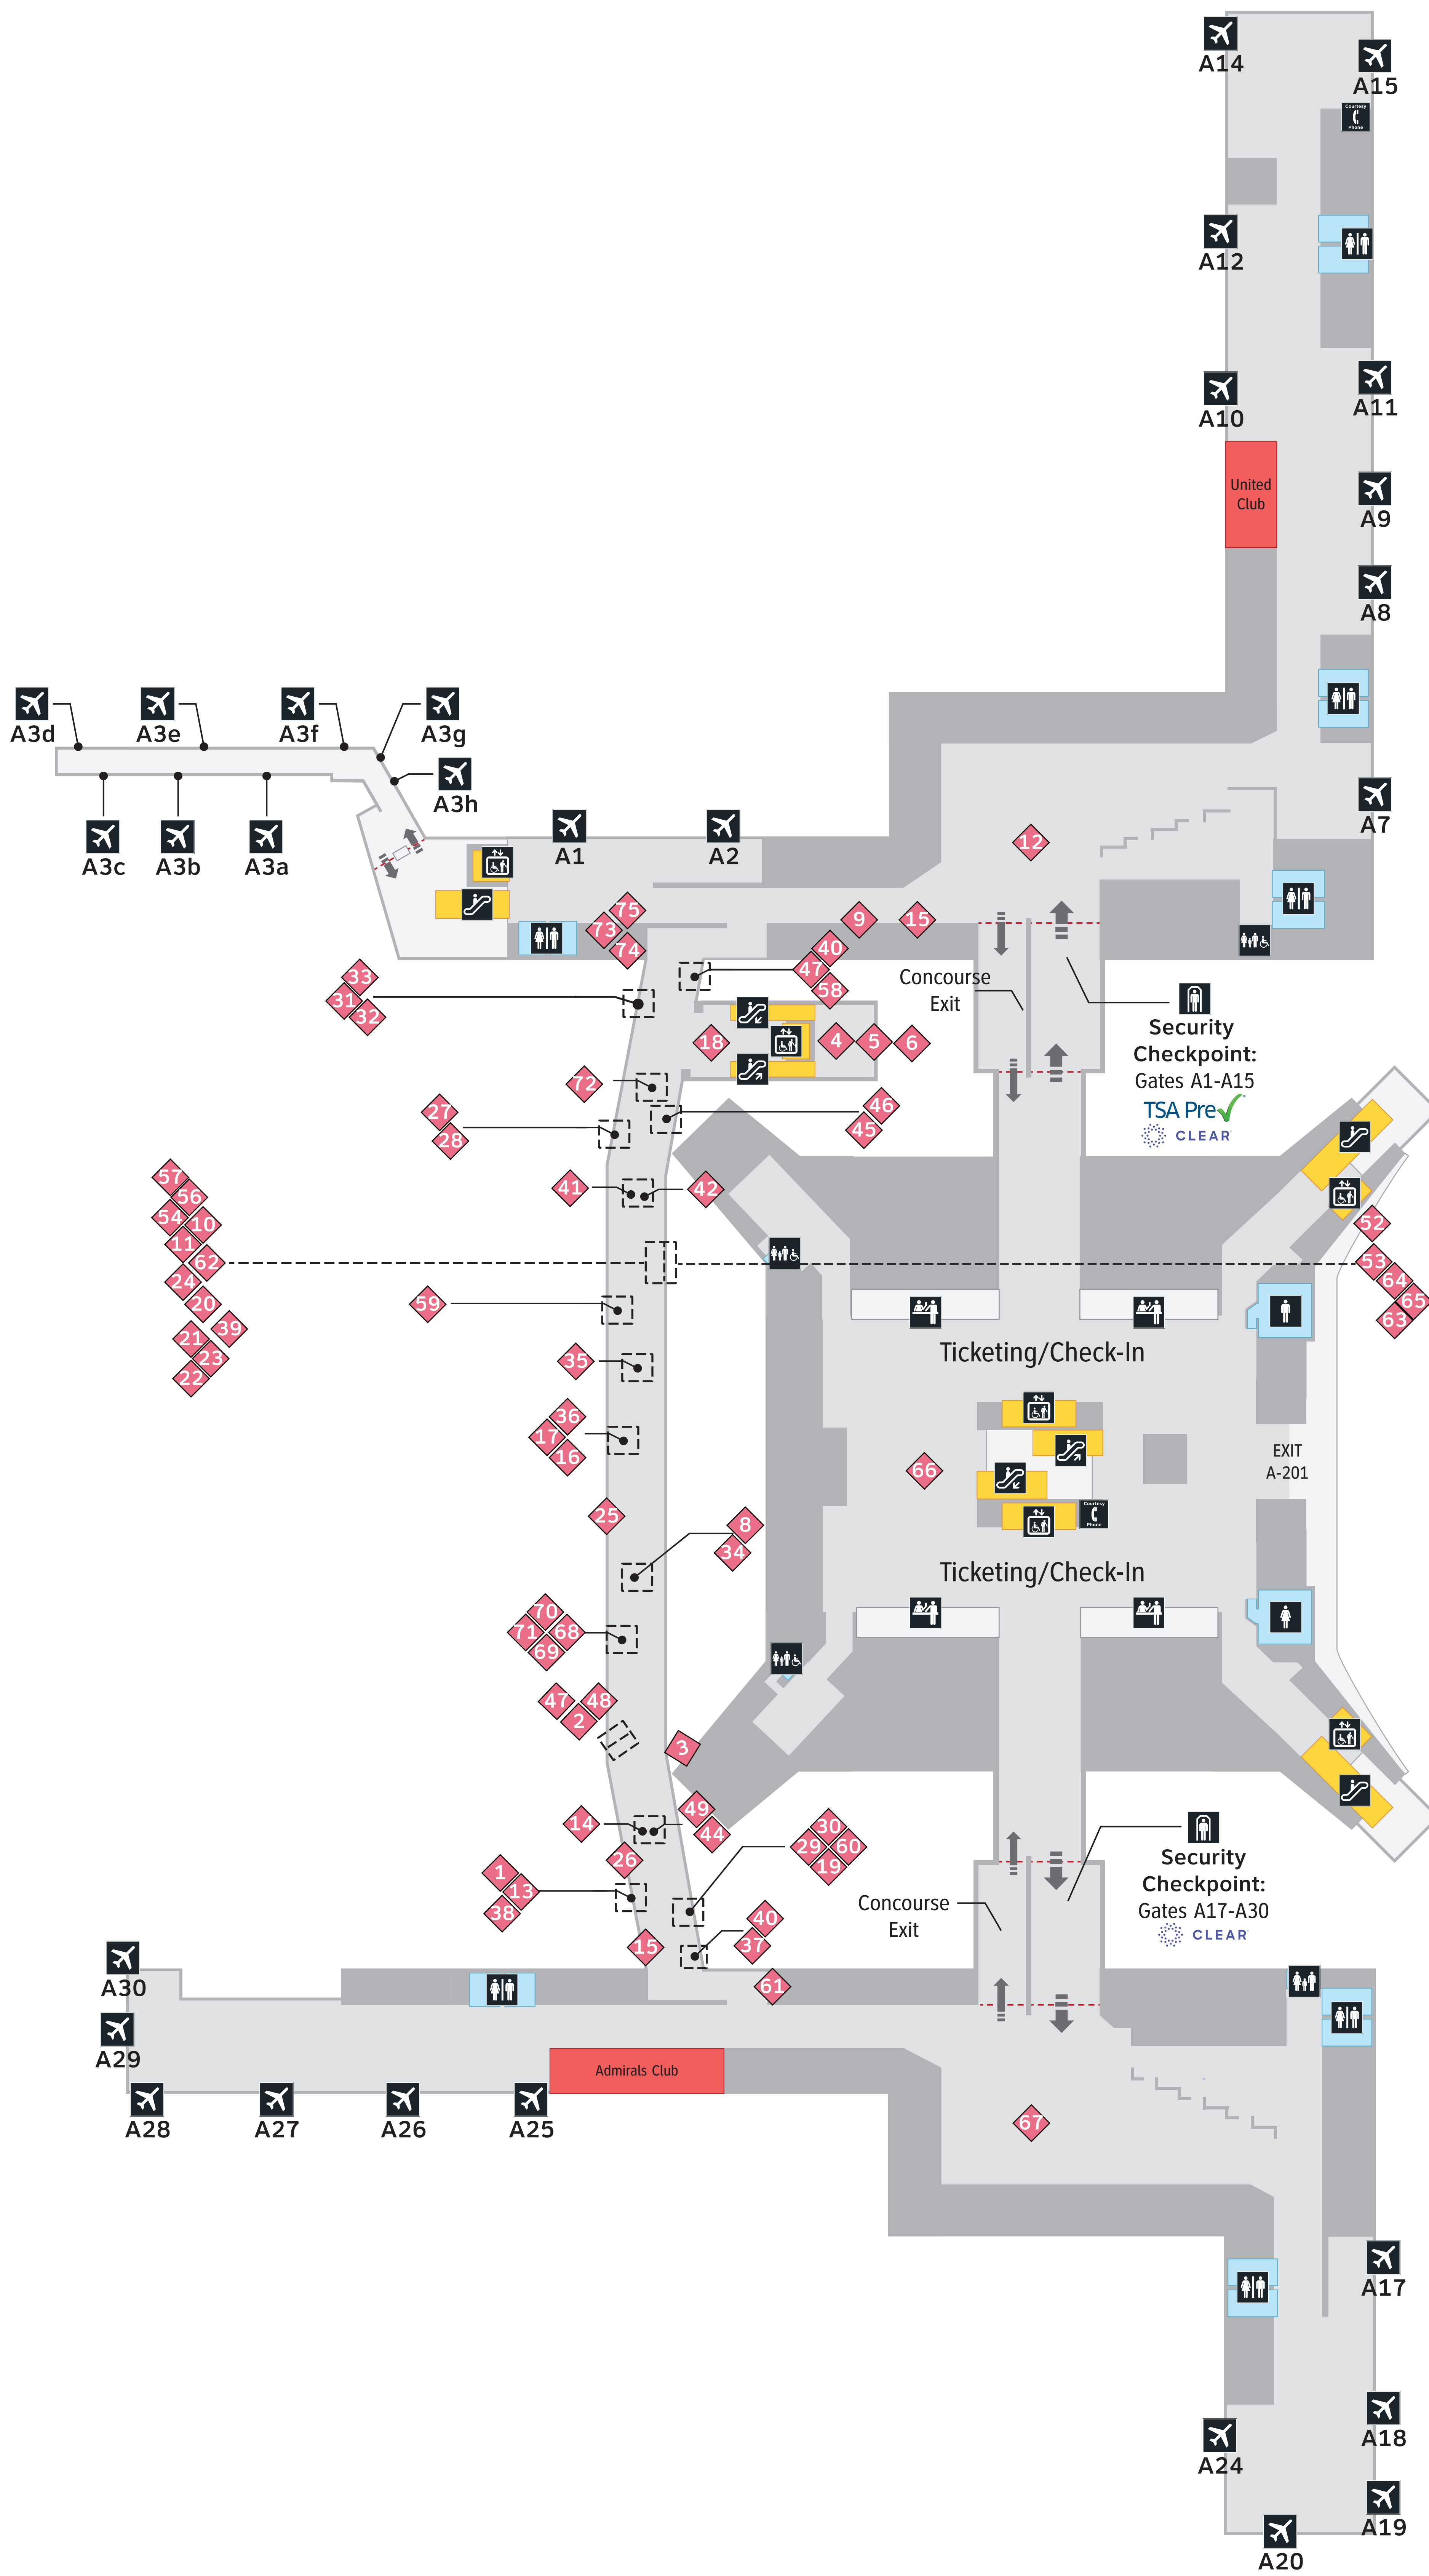 A14
A15
Courtesy
Phone
A12
A10
A11
United
Club
A9
A8
A3d
A3e
A3f
A3g
A3h
A3c
A3b
A3a
A1
A2
A7
12
75
73
74
9
15
40
47
58
33
31
32
Concourse
Exit
18
4
5
6
Security
Checkpoint:
Gates A1-A15
TSA Pre
CLEAR
72
46
45
27
28
41
42
57
56
54
10
11
62
24
20
39
21
23
22
52
53
64
65
63
59
Ticketing/Check-In
35
36
17
16
66
EXIT
A-201
25
Courtesy
Phone
8
34
Ticketing/Check-In
70
71
68
69
47
48
2
3
14
49
44
26
30
29
60
19
1
13
38
Security
Checkpoint:
Gates A17-A30
CLEAR
Concourse
Exit
40
37
15
61
A30
A29
Admirals Club
A28
A27
A26
A25
67
A17
A18
A24
A19
A20